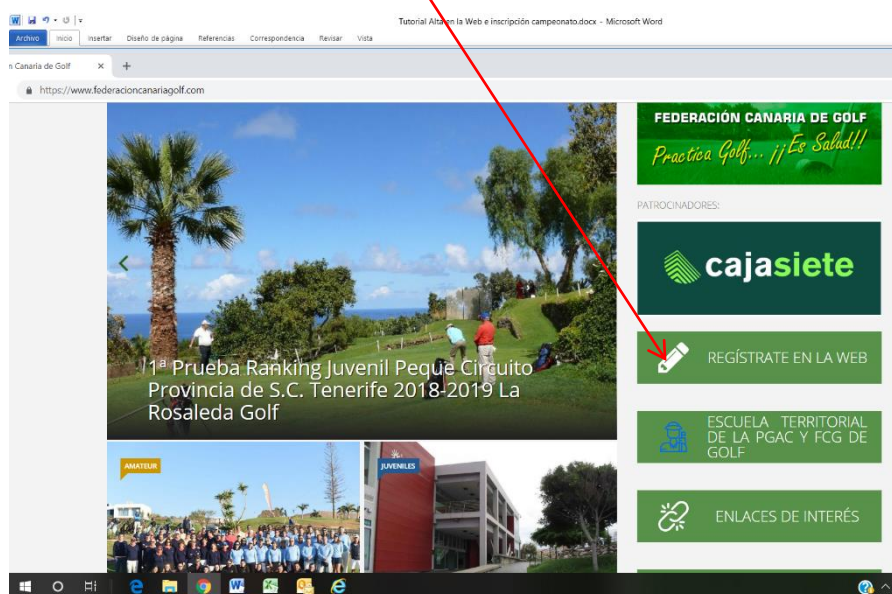 Tutorial Alta en la Web e inscripción campeonato.docx - Microsoft Word
Archivo Inicio Insertar Diseño de página Referencias Correspondencia Revisar Vista
n Canaria de Golf
https://www.federacioncanariagolf.com
FEDERACIÓN CANARIA DE GOLF
Practica Golf... ¡¡Es Salud!!
PATROCINADORES:
cajasiete
1ª Prueba Ranking Juvenil Peque Circuito
Provincia de S.C. Tenerife 2018-2019 La
Rosaleda Golf
REGÍSTRATE EN LA WEB
ESCUELA TERRITORIAL
DE LA PGAC Y FCG DE
GOLF
AMATEUR
JUVENILES
ENLACES DE INTERÉS